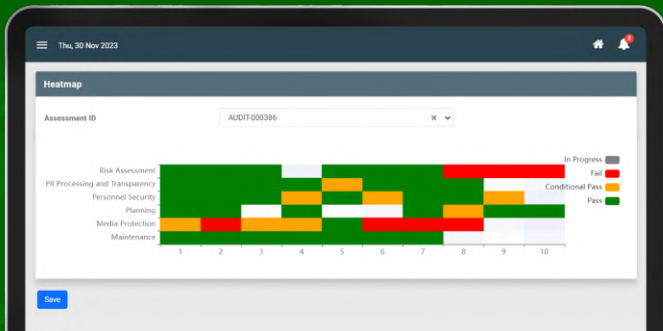 Thu, 30 Nov 2023
2
Heatmap
Assessment ID
AUDIT-000386
In Progress
Fail
Conditional Pass
Pass
Risk Assessment
PII Processing and Transparency
Personnel Security
Planning
Media Protection
Maintenance
1 2 3 4 5 6 7 8 9 10
Save